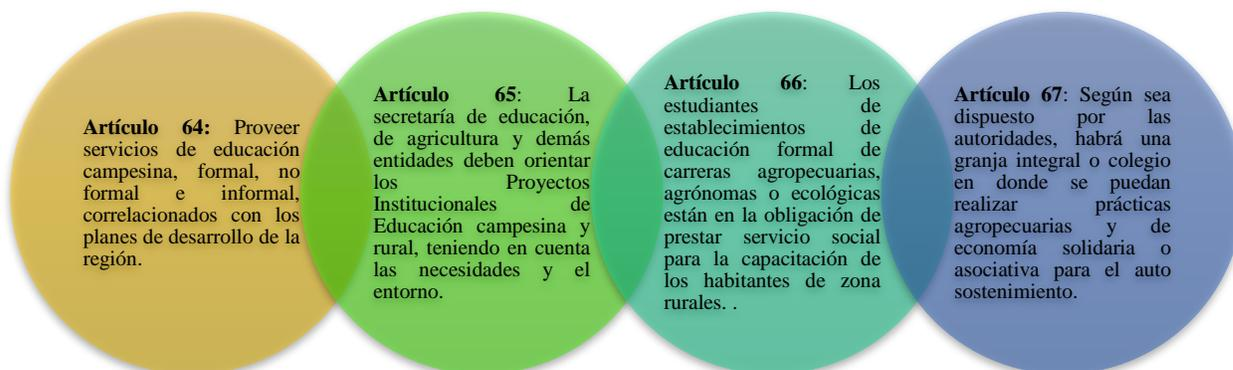 Artículo 64: Proveer
servicios de educación
campesina, formal, no
formal e informal,
correlacionados con los
planes de desarrollo de la
región.
Artículo 65: La
secretaría de educación,
de agricultura y demás
entidades deben orientar
los Proyectos
Institucionales de
Educación campesina y
rural, teniendo en cuenta
las necesidades y el
entorno.
Artículo 66: Los
estudiantes de
establecimientos de
educación formal de
carreras agropecuarias,
agrónomas o ecológicas
están en la obligación de
prestar servicio social
para la capacitación de
los habitantes de zona
rurales. .
Artículo 67: Según sea
dispuesto por las
autoridades, habrá una
granja integral o colegio
en donde se puedan
realizar prácticas
agropecuarias y de
economía solidaria o
asociativa para el auto
sostenimiento.